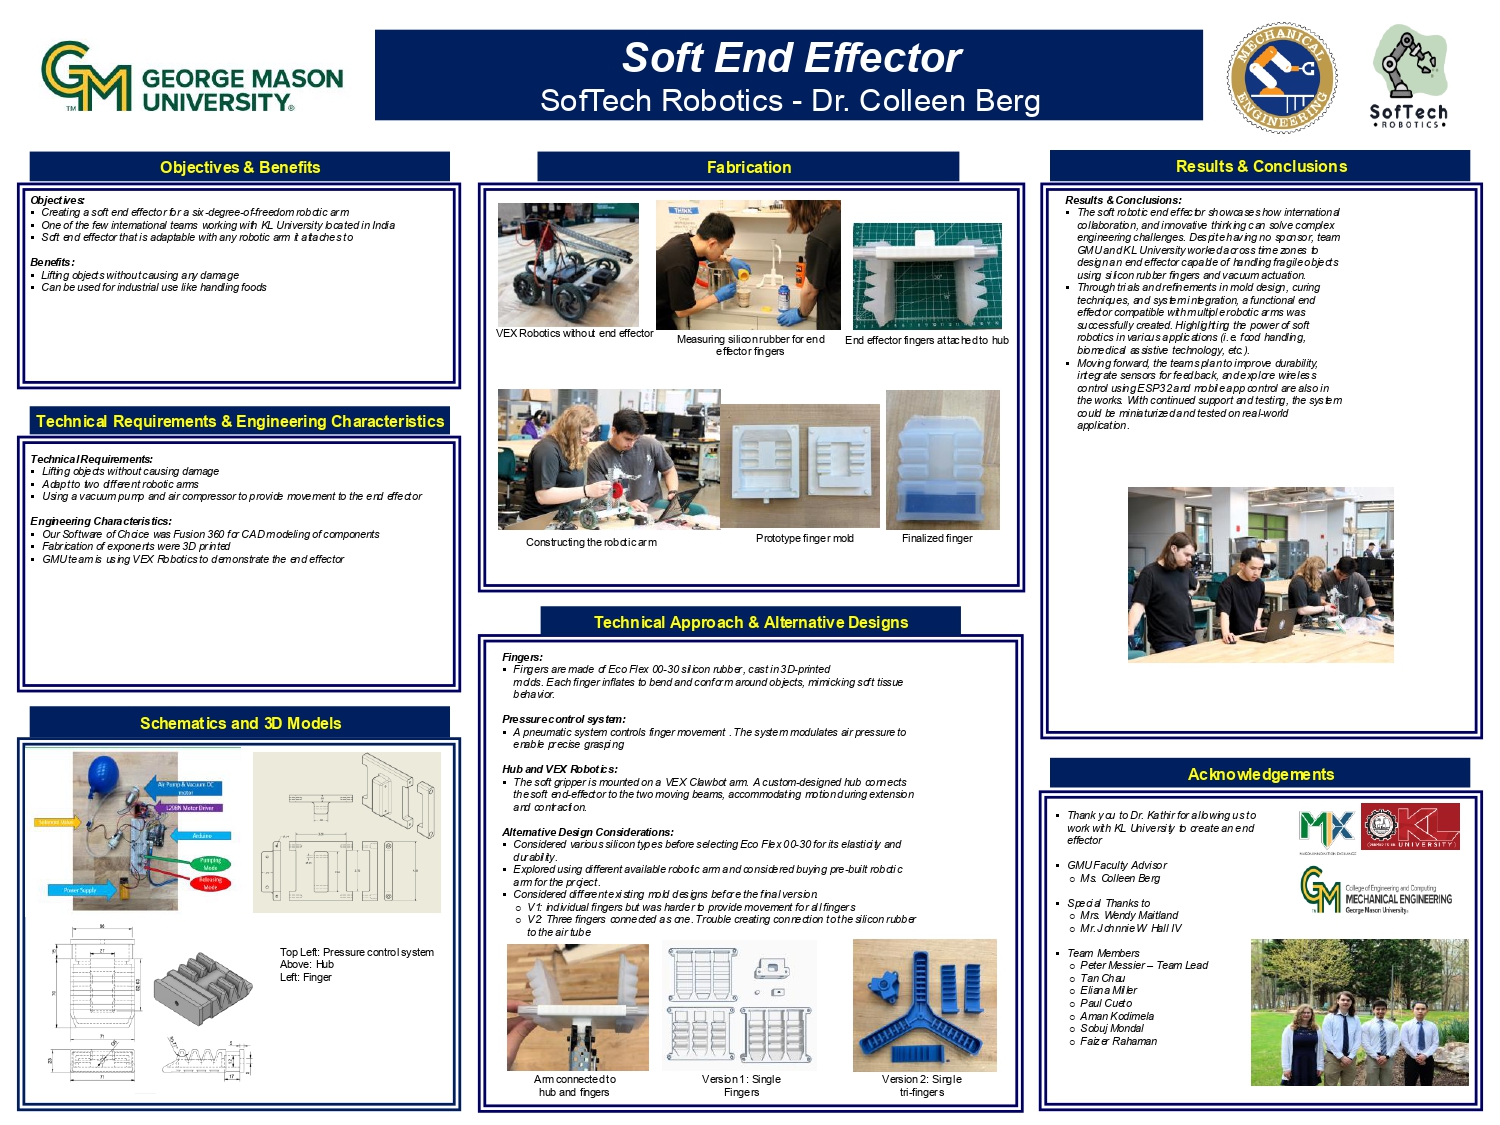 GEORGE MASON
UNIVERSITY®
Soft End Effector
SofTech Robotics - Dr. Colleen Berg
MECHANICAL
ENGINEERING
SofTech
•ROBOTICS•
Objectives & Benefits
Objectives:
▪ Creating a soft end effector for a six-degree-of-freedom robotic arm
▪ One of the few international teams working with KL University located in India
▪ Soft end effector that is adaptable with any robotic arm it attaches to
Benefits:
▪ Lifting objects without causing any damage
▪ Can be used for industrial use like handling foods
Technical Requirements & Engineering Characteristics
Technical Requirements:
▪ Lifting objects without causing damage
▪ Adapt to two different robotic arms
▪ Using a vacuum pump and air compressor to provide movement to the end effector
Engineering Characteristics:
▪ Our Software of Choice was Fusion 360 for CAD modeling of components
▪ Fabrication of exponents were 3D printed
▪ GMU team is using VEX Robotics to demonstrate the end effector
Schematics and 3D Models
Air Pump & Vacuum DC
motor
L298N Motor Driver
Solenoid Valve
Arduino
Pumping
Mode
Releasing
Mode
Power Supply
Top Left: Pressure control system
Above: Hub
Left: Finger
Fabrication
THINK
VEX Robotics without end effector
Measuring silicon rubber for end
effector fingers
End effector fingers attached to hub
Constructing the robotic arm
Prototype finger mold
Finalized finger
Technical Approach & Alternative Designs
Fingers:
▪ Fingers are made of Eco Flex 00-30 silicon rubber, cast in 3D-printed
molds. Each finger inflates to bend and conform around objects, mimicking soft tissue
behavior.
Pressure control system:
▪ A pneumatic system controls finger movement . The system modulates air pressure to
enable precise grasping
Hub and VEX Robotics:
▪ The soft gripper is mounted on a VEX Clawbot arm. A custom-designed hub connects
the soft end-effector to the two moving beams, accommodating motion during extension
and contraction.
Alternative Design Considerations:
▪ Considered various silicon types before selecting Eco Flex 00-30 for its elasticity and
durability.
▪ Explored using different available robotic arm and considered buying pre-built robotic
arm for the project.
▪ Considered different existing mold designs before the final version.
o V1: individual fingers but was harder to provide movement for all fingers
o V2: Three fingers connected as one. Trouble creating connection to the silicon rubber
to the air tube
Arm connected to
hub and fingers
Version 1: Single
Fingers
Version 2: Single
tri-fingers
Results & Conclusions
Results & Conclusions:
▪ The soft robotic end effector showcases how international
collaboration, and innovative thinking can solve complex
engineering challenges. Despite having no sponsor, team
GMU and KL University worked across time zones to
design an end effector capable of handling fragile objects
using silicon rubber fingers and vacuum actuation.
▪ Through trials and refinements in mold design, curing
techniques, and system integration, a functional end
effector compatible with multiple robotic arms was
successfully created. Highlighting the power of soft
robotics in various applications (i.e. food handling,
biomedical assistive technology, etc.).
▪ Moving forward, the teams plan to improve durability,
integrate sensors for feedback, and explore wireless
control using ESP32 and mobile app control are also in
the works. With continued support and testing, the system
could be miniaturized and tested on real-world
application.
Acknowledgements
▪ Thank you to Dr. Kathir for allowing us to
work with KL University to create an end
effector
▪ GMU Faculty Advisor
o Ms. Colleen Berg
▪ Special Thanks to
o Mrs. Wendy Maitland
o Mr. Johnnie W. Hall IV
▪ Team Members
o Peter Messier – Team Lead
o Tan Chau
o Eliana Miller
o Paul Cueto
o Aman Kodimela
o Sobuj Mondal
o Faizer Rahaman
MIX
KL
UNIVERSITY
College of Engineering and Computing
MECHANICAL ENGINEERING
George Mason University®